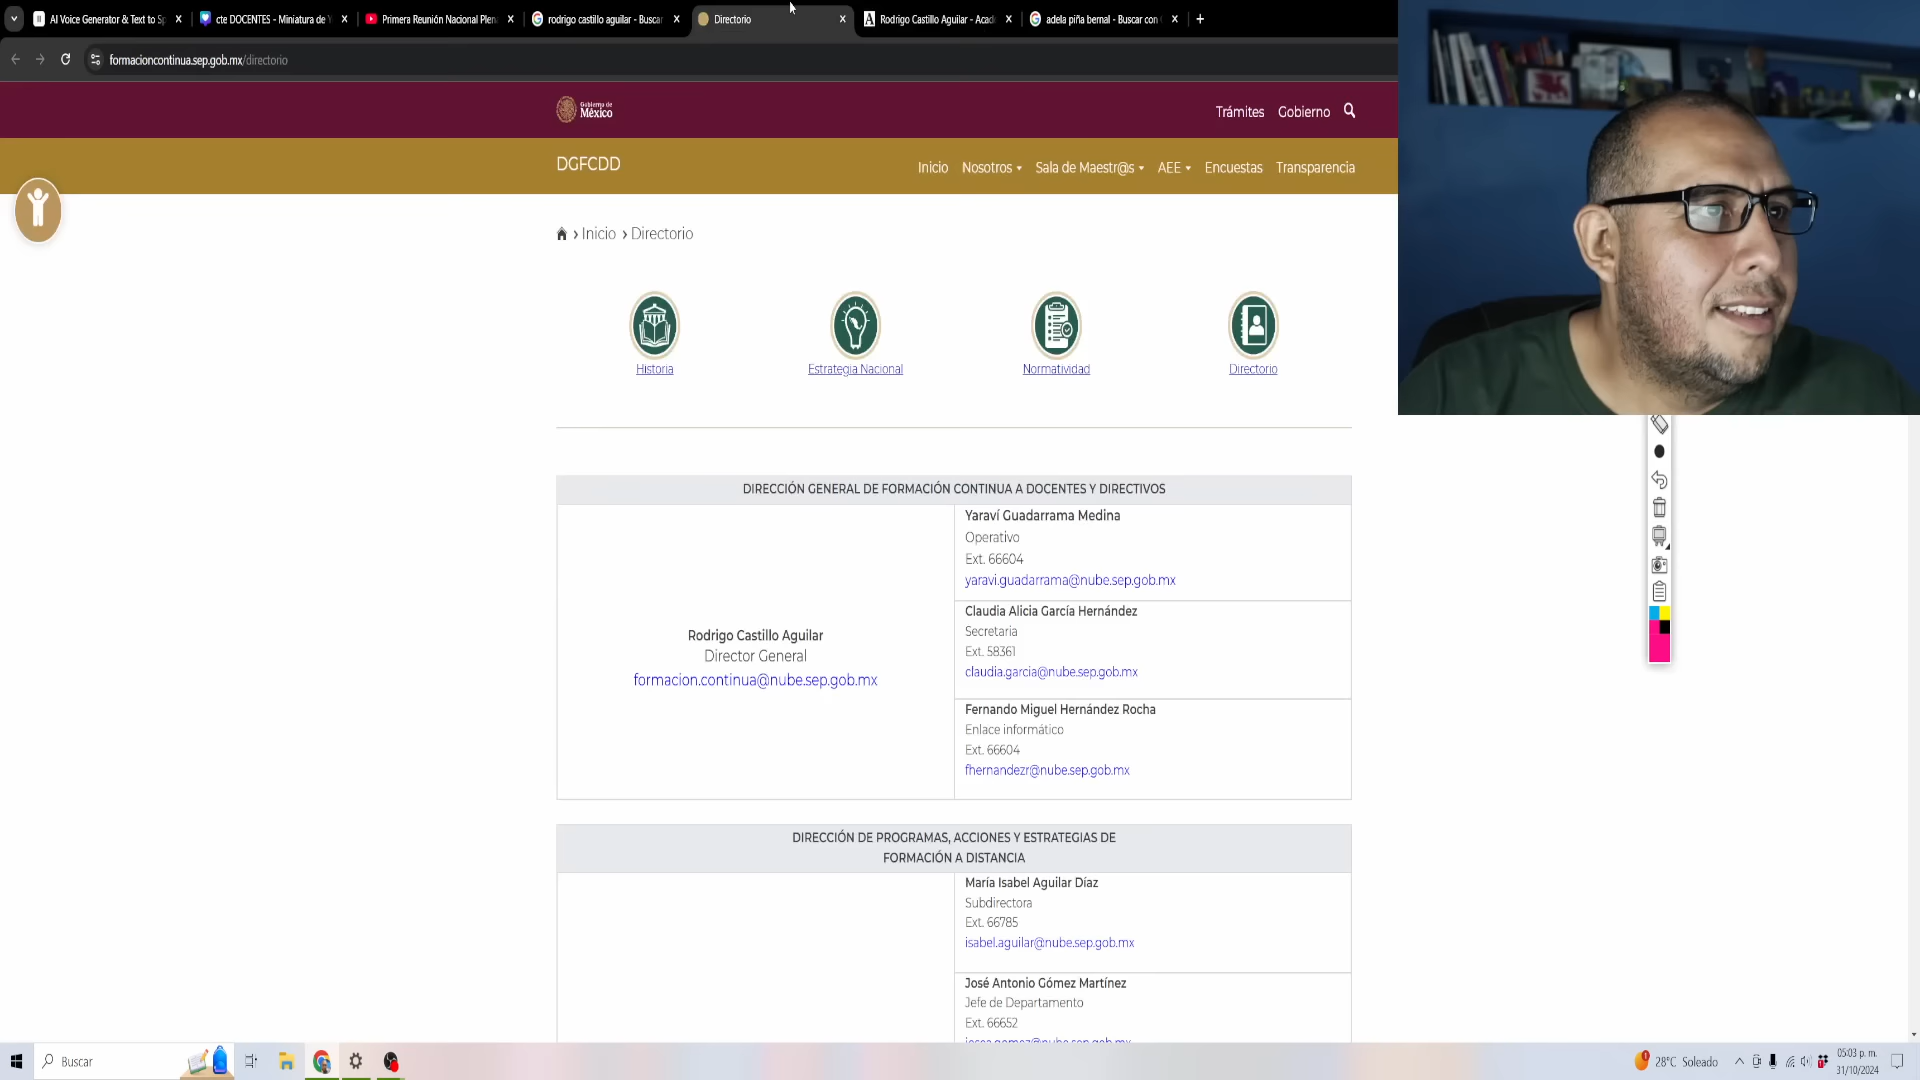 AI Voice Generator & Text to Sp
cte DOCENTES - Miniatura de Y
Primera Reunión Nacional Plen
rodrigo castillo aguilar - Buscar
Directorio
Rodrigo Castillo Aguilar - Acad
adela piña bernal - Buscar con
formacioncontinua.sep.gob.mx/directorio
Gobierno de
México
Trámites
Gobierno
DGFCDD
Inicio
Nosotros
Sala de Maestr@s
AEE
Encuestas
Transparencia
› Inicio › Directorio
Historia
Estrategia Nacional
Normatividad
Directorio
DIRECCIÓN GENERAL DE FORMACIÓN CONTINUA A DOCENTES Y DIRECTIVOS
Rodrigo Castillo Aguilar
Director General
formacion.continua@nube.sep.gob.mx
Yaraví Guadarrama Medina
Operativo
Ext. 66604
yaravi.guadarrama@nube.sep.gob.mx
Claudia Alicia García Hernández
Secretaria
Ext. 58361
claudia.garcia@nube.sep.gob.mx
Fernando Miguel Hernández Rocha
Enlace informático
Ext. 66604
fhernandezr@nube.sep.gob.mx
DIRECCIÓN DE PROGRAMAS, ACCIONES Y ESTRATEGIAS DE
FORMACIÓN A DISTANCIA
María Isabel Aguilar Díaz
Subdirectora
Ext. 66785
isabel.aguilar@nube.sep.gob.mx
José Antonio Gómez Martínez
Jefe de Departamento
Ext. 66652
Buscar
28°C Soleado
05:03 p. m.
31/10/2024